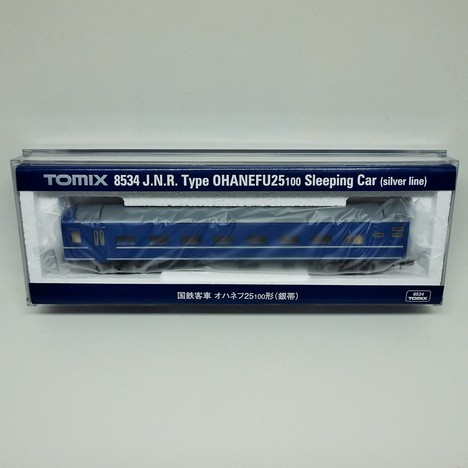 TOMIX 8534 J.N.R. Type OHANEFU25100 Sleeping Car (silver line)
国鉄客車 オハネフ25100形(銀帯)
8534
TOMIX